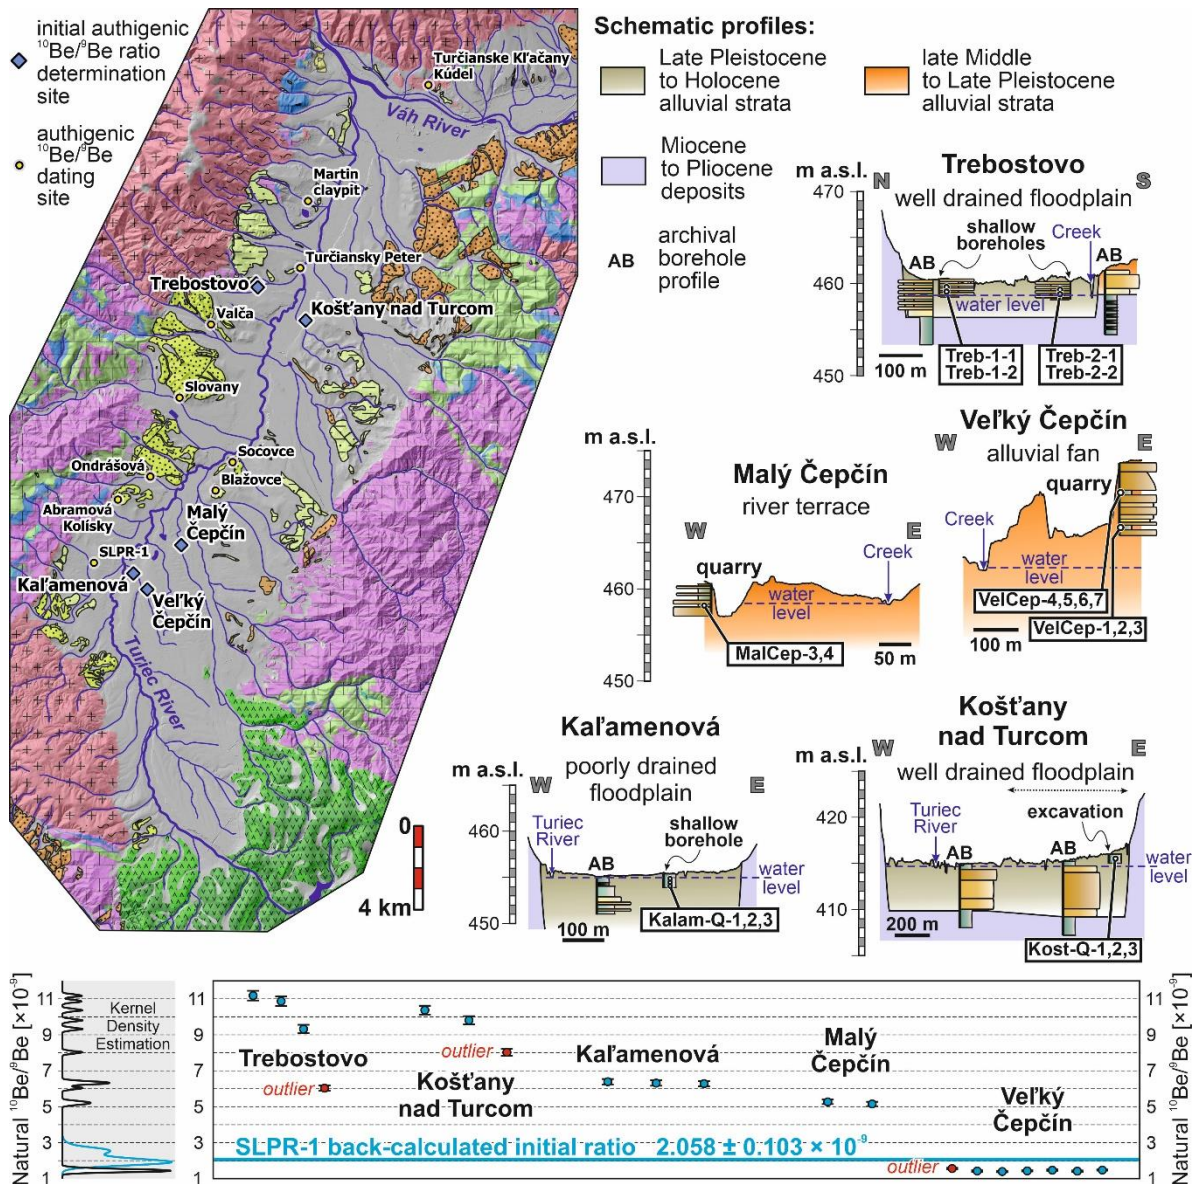 initial authigenic
¹⁰Be/⁹Be ratio
determination
site
authigenic
¹⁰Be/⁹Be
dating
site
Turčianske Kľačany
Kúdel
Váh River
Martin
claypit
Turčiansky Peter
Trebostovo
Košťany nad Turcom
Valča
Slovany
Socovce
Ondrášová
Blažovce
Abramová
Kolísky
Malý
Čepčín
SLPR-1
Kaľamenová
Veľký
Čepčín
Turiec River
0
4 km
Schematic profiles:
Late Pleistocene
to Holocene
alluvial strata
late Middle
to Late Pleistocene
alluvial strata
Miocene
to Pliocene
deposits
AB
archival
borehole
profile
Trebostovo
m a.s.l.
N
S
well drained floodplain
470
460
450
shallow
boreholes
Creek
AB
AB
water level
Treb-1-1
Treb-1-2
Treb-2-1
Treb-2-2
100 m
m a.s.l.
470
460
450
Malý Čepčín
river terrace
W
E
quarry
Creek
water
level
MalCep-3,4
50 m
Veľký Čepčín
W
E
alluvial fan
quarry
Creek
water
level
VelCep-4,5,6,7
VelCep-1,2,3
100 m
Kaľamenová
m a.s.l.
W
E
poorly drained
floodplain
460
450
Turiec
River
AB
shallow
borehole
water
level
100 m
Kalam-Q-1,2,3
Košťany
nad Turcom
m a.s.l.
W
E
well drained floodplain
420
410
Turiec
River
AB
AB
excavation
water
level
200 m
Kost-Q-1,2,3
Natural ¹⁰Be/⁹Be [×10⁻⁹]
11
9
7
5
3
1
Kernel
Density
Estimation
11
9
7
5
3
1
Trebostovo
outlier
Košťany
nad Turcom
outlier
Kaľamenová
Malý
Čepčín
Veľký
Čepčín
outlier
SLPR-1 back-calculated initial ratio 2.058 ± 0.103 × 10⁻⁹
11
9
7
5
3
1
Natural ¹⁰Be/⁹Be [×10⁻⁹]